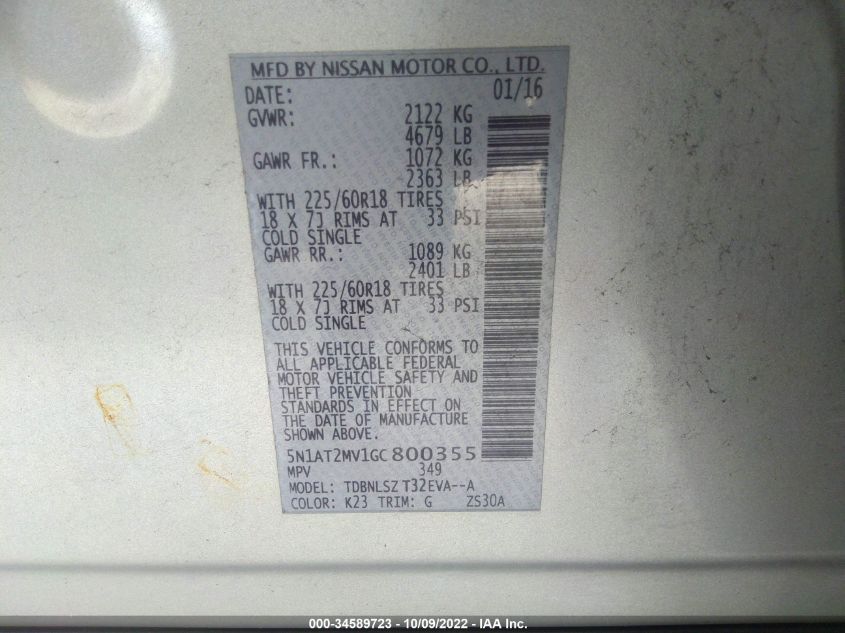 MFD BY NISSAN MOTOR CO., LTD.
DATE: 01/16
GVWR: 2122 KG
4679 LB
GAWR FR.: 1072 KG
2363 LB
WITH 225/60R18 TIRES
18 X 7J RIMS AT 33 PSI
COLD SINGLE
GAWR RR.: 1089 KG
2401 LB
WITH 225/60R18 TIRES
18 X 7J RIMS AT 33 PSI
COLD SINGLE
THIS VEHICLE CONFORMS TO
ALL APPLICABLE FEDERAL
MOTOR VEHICLE SAFETY AND
THEFT PREVENTION
STANDARDS IN EFFECT ON
THE DATE OF MANUFACTURE
SHOWN ABOVE.
5N1AT2MV1GC800355
MPV 349
MODEL: TDBNLSZ T32EVA--A
COLOR: K23 TRIM: G ZS30A
000-34589723 - 10/09/2022 - IAA Inc.